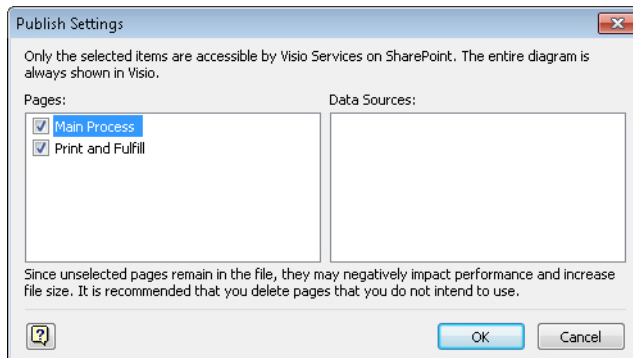 Publish Settings
Only the selected items are accessible by Visio Services on SharePoint. The entire diagram is
always shown in Visio.
Pages:
Data Sources:
Main Process
Print and Fulfill
Since unselected pages remain in the file, they may negatively impact performance and increase
file size. It is recommended that you delete pages that you do not intend to use.
OK
Cancel